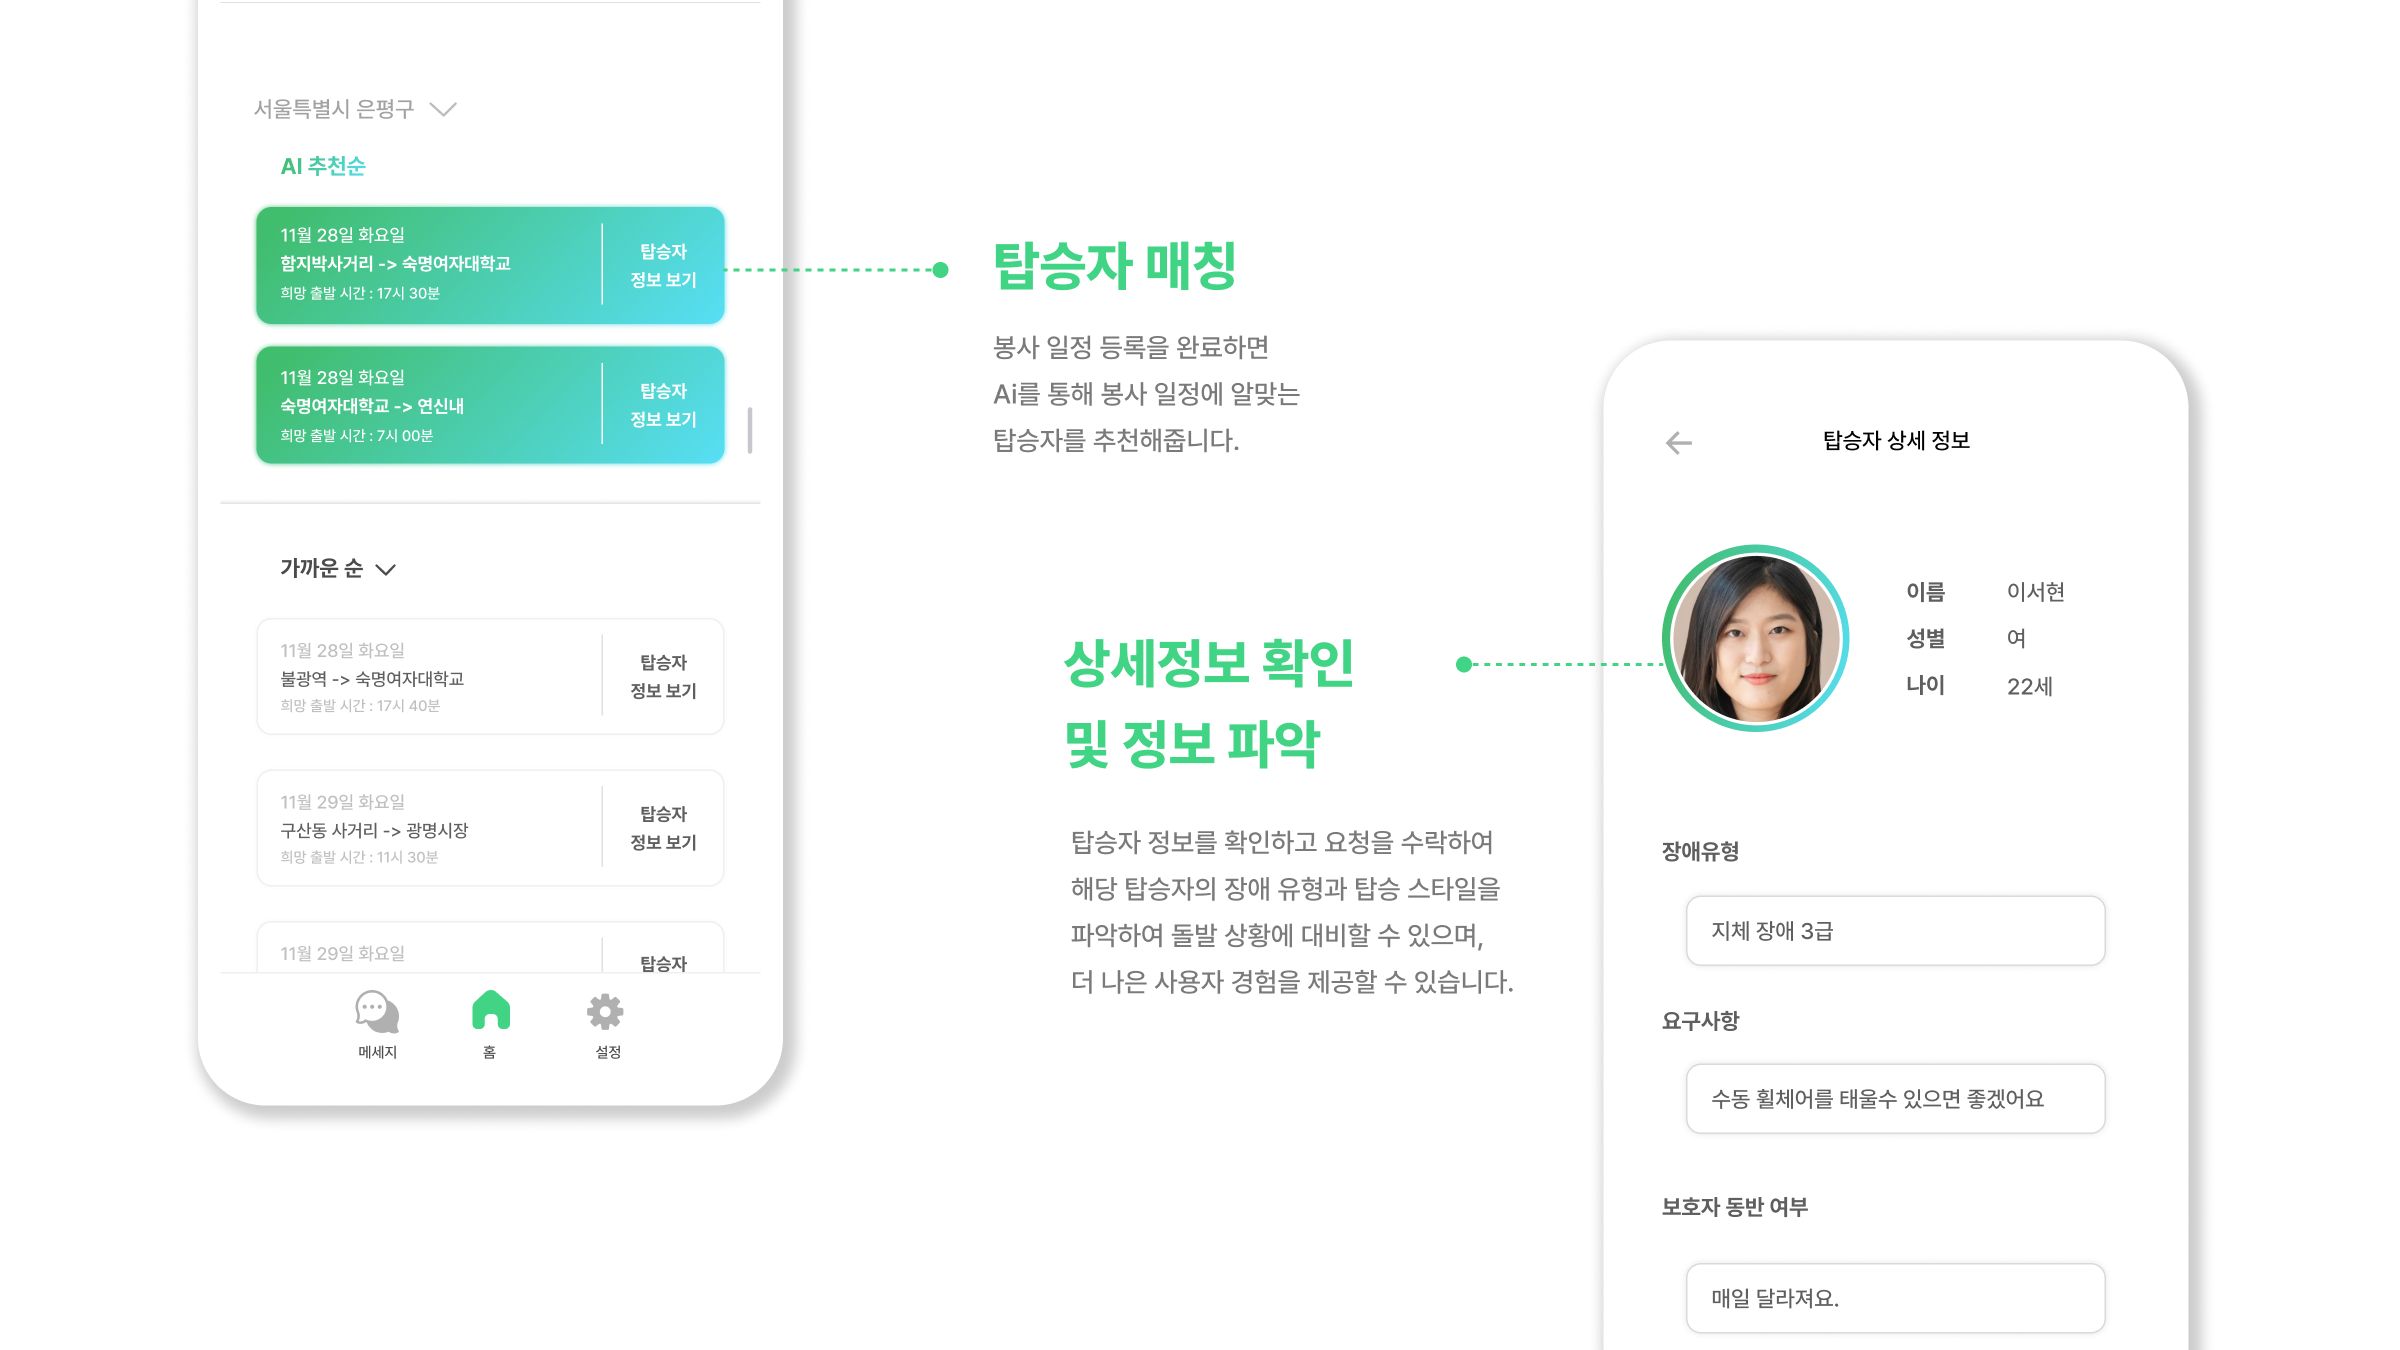 서울특별시 은평구
AI 추천순
11월 28일 화요일
함지박사거리 -> 숙명여자대학교
희망 출발 시간 : 17시 30분
탑승자
정보 보기
11월 28일 화요일
숙명여자대학교 -> 연신내
희망 출발 시간 : 7시 00분
탑승자
정보 보기
가까운 순
11월 28일 화요일
불광역 -> 숙명여자대학교
희망 출발 시간 : 17시 40분
탑승자
정보 보기
11월 29일 화요일
구산동 사거리 -> 광명시장
희망 출발 시간 : 11시 30분
탑승자
정보 보기
11월 29일 화요일
탑승자
메세지
홈
설정
탑승자 매칭
봉사 일정 등록을 완료하면
Ai를 통해 봉사 일정에 알맞는
탑승자를 추천해줍니다.
상세정보 확인
및 정보 파악
탑승자 정보를 확인하고 요청을 수락하여
해당 탑승자의 장애 유형과 탑승 스타일을
파악하여 돌발 상황에 대비할 수 있으며,
더 나은 사용자 경험을 제공할 수 있습니다.
탑승자 상세 정보
이름 이서현
성별 여
나이 22세
장애유형
지체 장애 3급
요구사항
수동 휠체어를 태울수 있으면 좋겠어요
보호자 동반 여부
매일 달라져요.